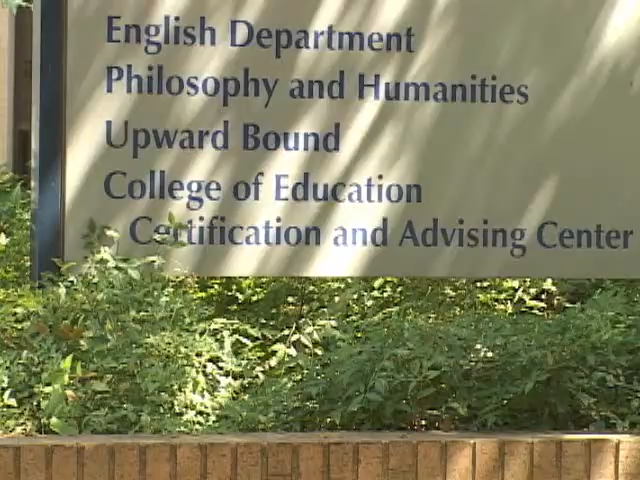 English Department
Philosophy and Humanities
Upward Bound
College of Education
Certification and Advising Center